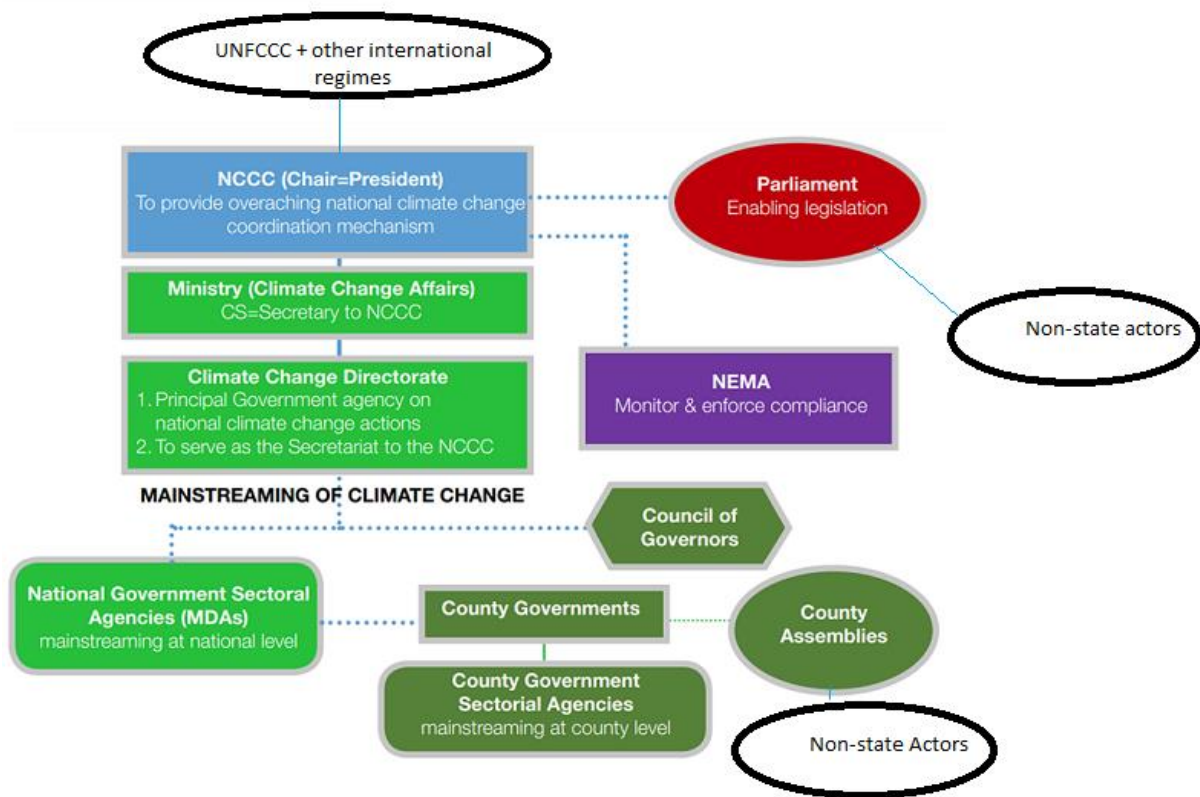 UNFCCC + other international
regimes
NCCC (Chair=President)
To provide overaching national climate change
coordination mechanism
Parliament
Enabling legislation
Ministry (Climate Change Affairs)
CS=Secretary to NCCC
Non-state actors
Climate Change Directorate
1. Principal Government agency on
national climate change actions
2. To serve as the Secretariat to the NCCC
NEMA
Monitor & enforce compliance
MAINSTREAMING OF CLIMATE CHANGE
Council of
Governors
National Government Sectoral
Agencies (MDAs)
mainstreaming at national level
County Governments
County
Assemblies
County Government
Sectorial Agencies
mainstreaming at county level
Non-state Actors